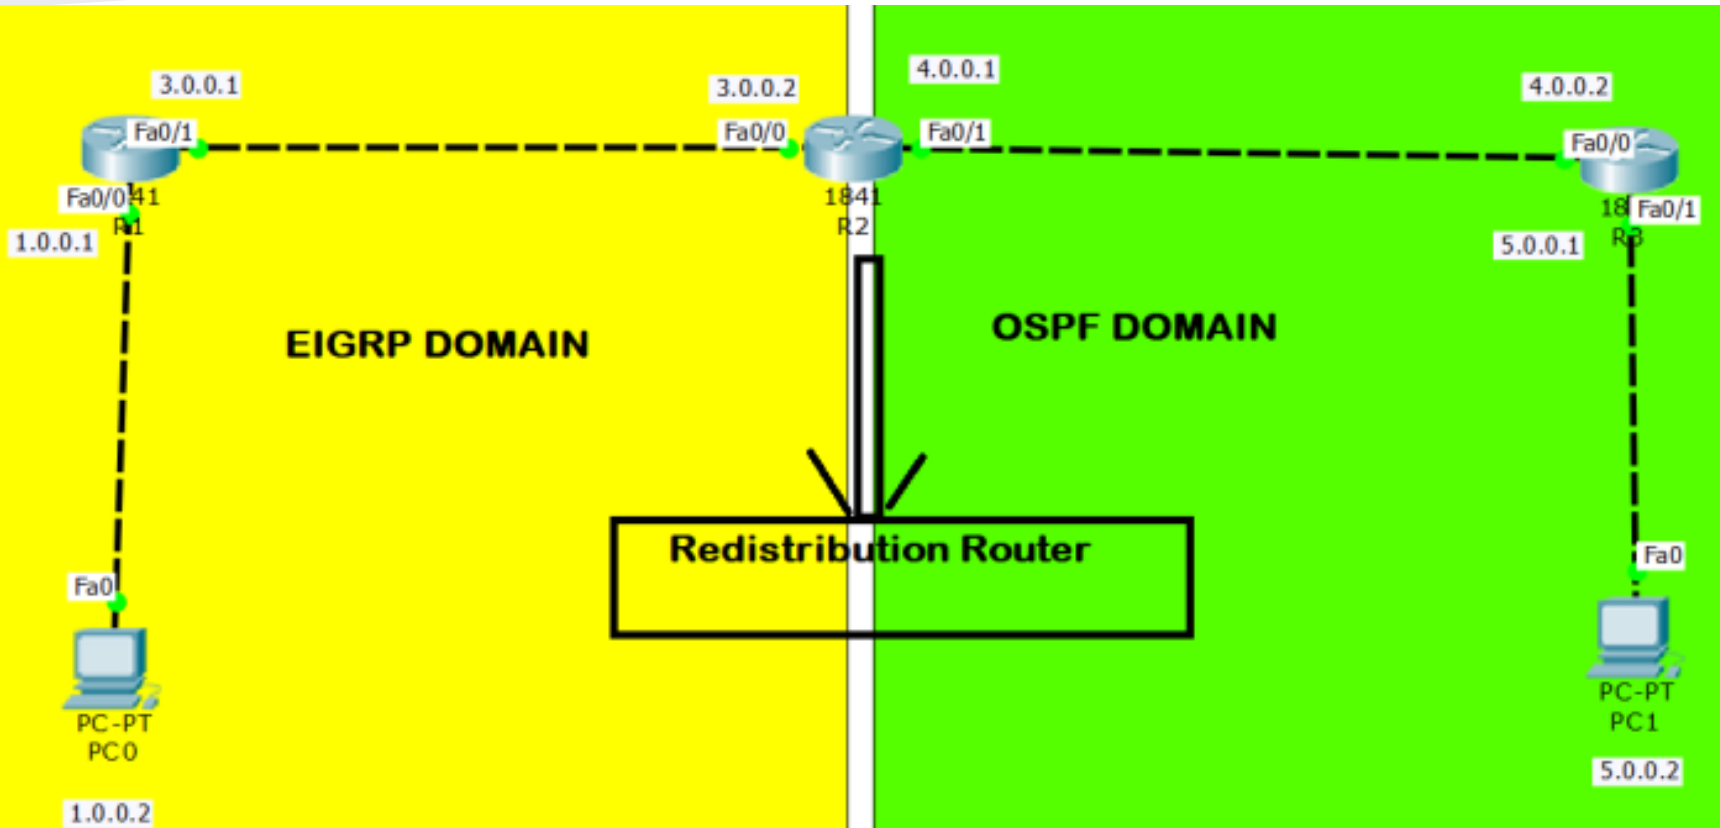 3.0.0.1
3.0.0.2
4.0.0.1
4.0.0.2
Fa0/1
Fa0/0
Fa0/1
Fa0/0
Fa0/0
41
R1
1841
R2
18
Fa0/1
R3
1.0.0.1
5.0.0.1
EIGRP DOMAIN
OSPF DOMAIN
Redistribution Router
Fa0
Fa0
PC-PT
PC0
PC-PT
PC1
1.0.0.2
5.0.0.2